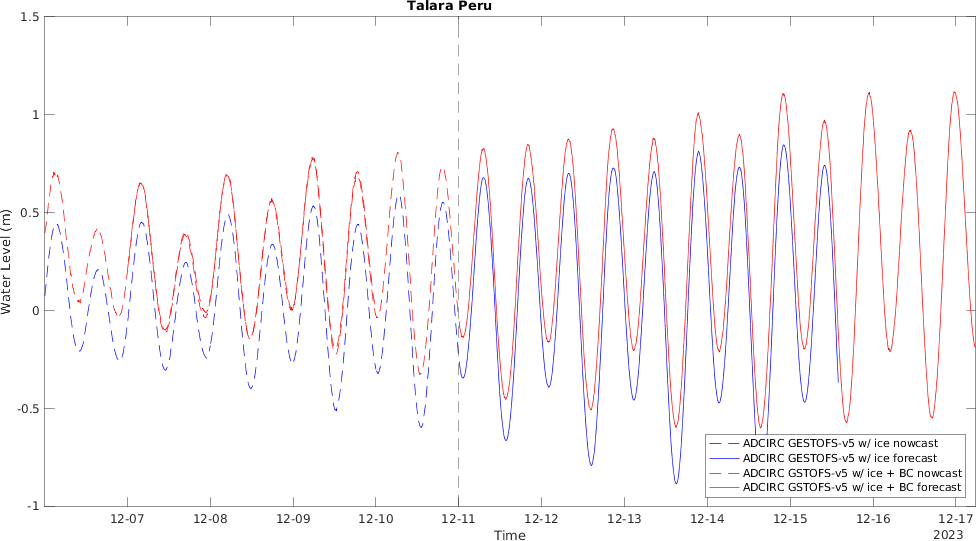 Talara Peru
1.5
1
0.5
0
-0.5
-1
Water Level (m)
ADCIRC GESTOFS-v5 w/ ice nowcast
ADCIRC GESTOFS-v5 w/ ice forecast
ADCIRC GSTOFS-v5 w/ ice + BC nowcast
ADCIRC GSTOFS-v5 w/ ice + BC forecast
12-07 12-08 12-09 12-10 12-11 12-12 12-13 12-14 12-15 12-16 12-17
Time
2023